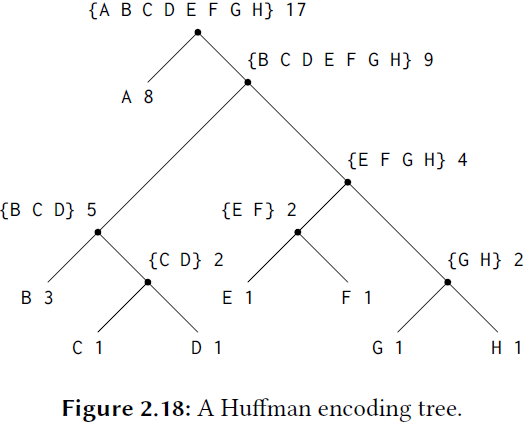 {A B C D E F G H} 17
{B C D E F G H} 9
A 8
{E F G H} 4
{B C D} 5
{E F} 2
{C D} 2
{G H} 2
B 3
E 1
F 1
C 1
D 1
G 1
H 1
Figure 2.18: A Huffman encoding tree.